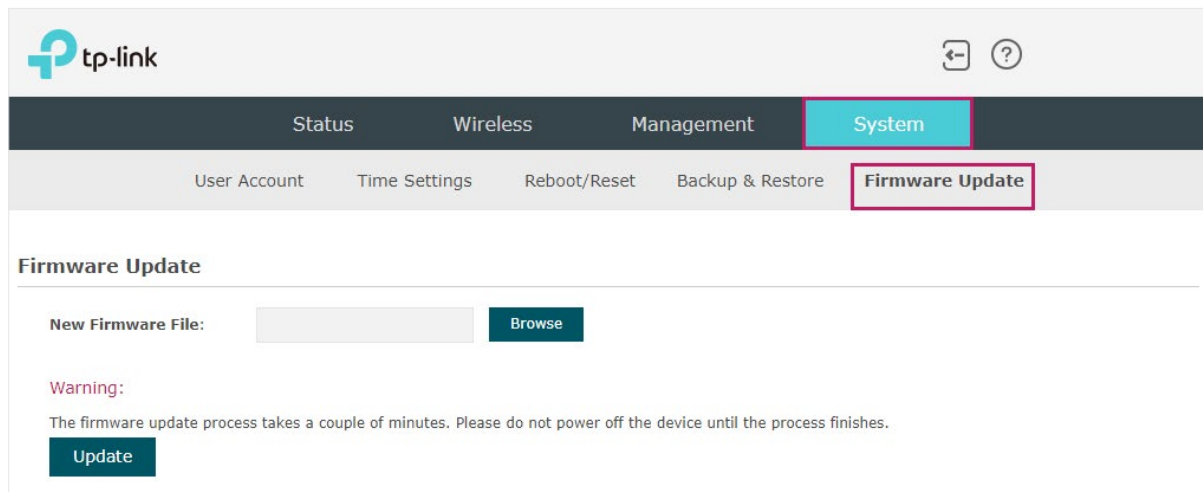 tp-link
?
Status Wireless Management System
User Account Time Settings Reboot/Reset Backup & Restore Firmware Update
Firmware Update
New Firmware File: Browse
Warning:
The firmware update process takes a couple of minutes. Please do not power off the device until the process finishes.
Update